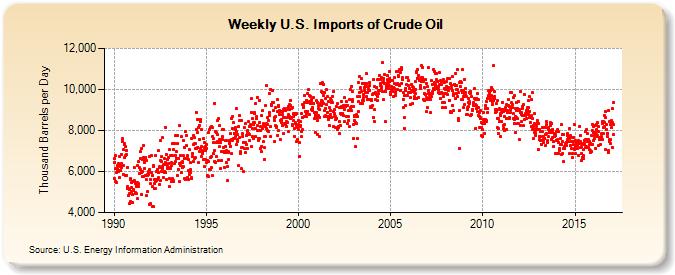 Weekly U.S. Imports of Crude Oil
Thousand Barrels per Day
12,000
10,000
8,000
6,000
4,000
1990 1995 2000 2005 2010 2015
Source: U.S. Energy Information Administration